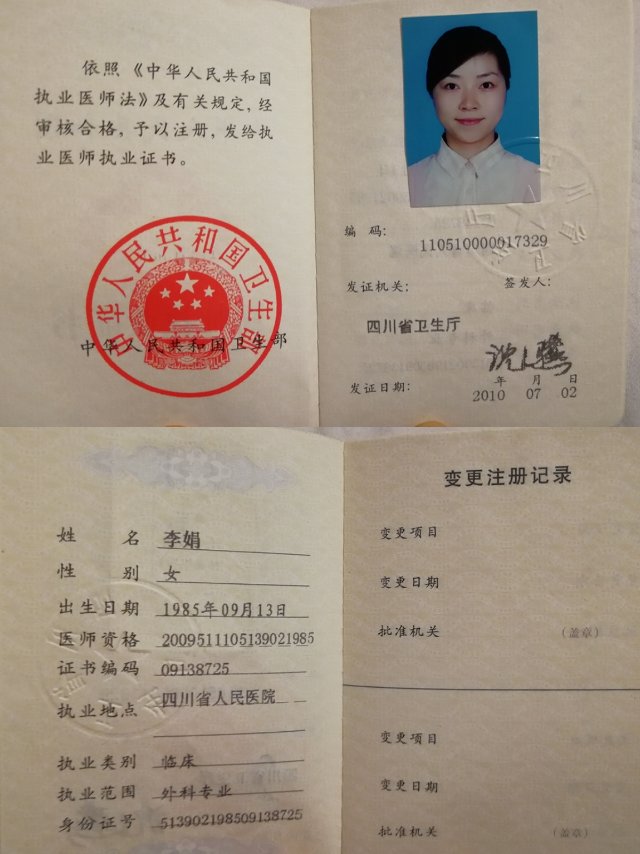 依照《中华人民共和国
执业医师法》及有关规定,经
审核合格,予以注册,发给执
业医师执业证书。
中华人民共和国卫生部
中华人民共和国卫生部
编 码:
110510000017329
发证机关:
签发人:
四川省卫生厅
发证日期:
年 月 日
2010 07 02
姓 名 李娟
性 别 女
出生日期 1985年09月13日
医师资格 2009511105139021985
证书编码 09138725
执业地点 四川省人民医院
执业类别 临床
执业范围 外科专业
身份证号 513902198509138725
变更注册记录
变更项目
变更日期
批准机关 (盖章)
变更项目
变更日期
批准机关 (盖章)